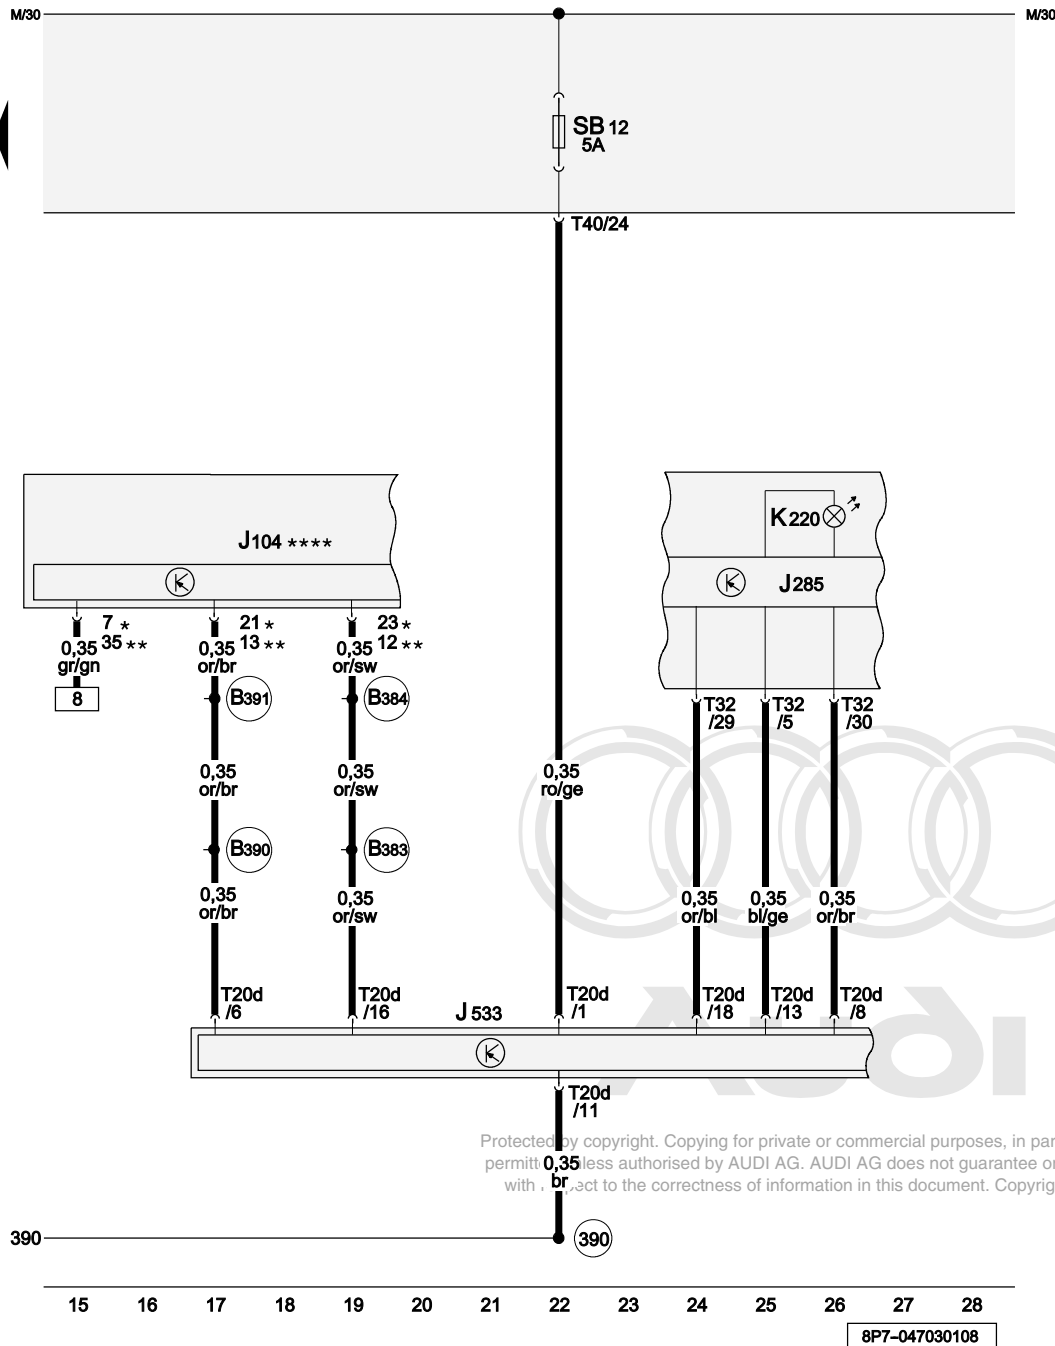 M/30
M/30
SB 12
5A
T40/24
J104 ****
7 *
35 **
21 *
13 **
23 *
12 **
0,35
gr/gn
0,35
or/br
0,35
or/sw
8
B391
B384
K220
J285
T32
/29
T32
/5
T32
/30
0,35
or/br
0,35
or/sw
0,35
ro/ge
B390
B383
0,35
or/br
0,35
or/sw
0,35
or/bl
0,35
bl/ge
0,35
or/br
T20d
/6
T20d
/16
J533
T20d
/1
T20d
/18
T20d
/13
T20d
/8
Audi
T20d
/11
Protected by copyright. Copying for private or commercial purposes, in par
0,35
authorised by AUDI AG. AUDI AG does not guarantee or
br
with to the correctness of information in this document. Copyrig
390
390
15 16 17 18 19 20 21 22 23 24 25 26 27 28
8P7-047030108